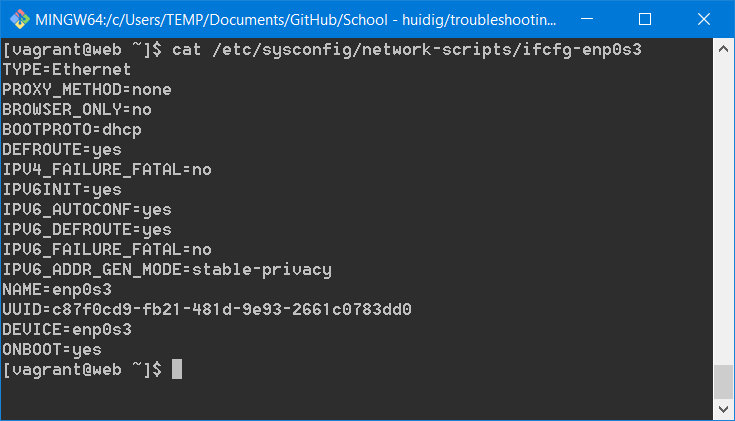 MINGW64:/c/Users/TEMP/Documents/GitHub/School - huidig/troubleshootin...
[vagrant@web ~]$ cat /etc/sysconfig/network-scripts/ifcfg-enp0s3
TYPE=Ethernet
PROXY_METHOD=none
BROWSER_ONLY=no
BOOTPROTO=dhcp
DEFROUTE=yes
IPV4_FAILURE_FATAL=no
IPV6INIT=yes
IPV6_AUTOCONF=yes
IPV6_DEFROUTE=yes
IPV6_FAILURE_FATAL=no
IPV6_ADDR_GEN_MODE=stable-privacy
NAME=enp0s3
UUID=c87f0cd9-fb21-481d-9e93-2661c0783dd0
DEVICE=enp0s3
ONBOOT=yes
[vagrant@web ~]$